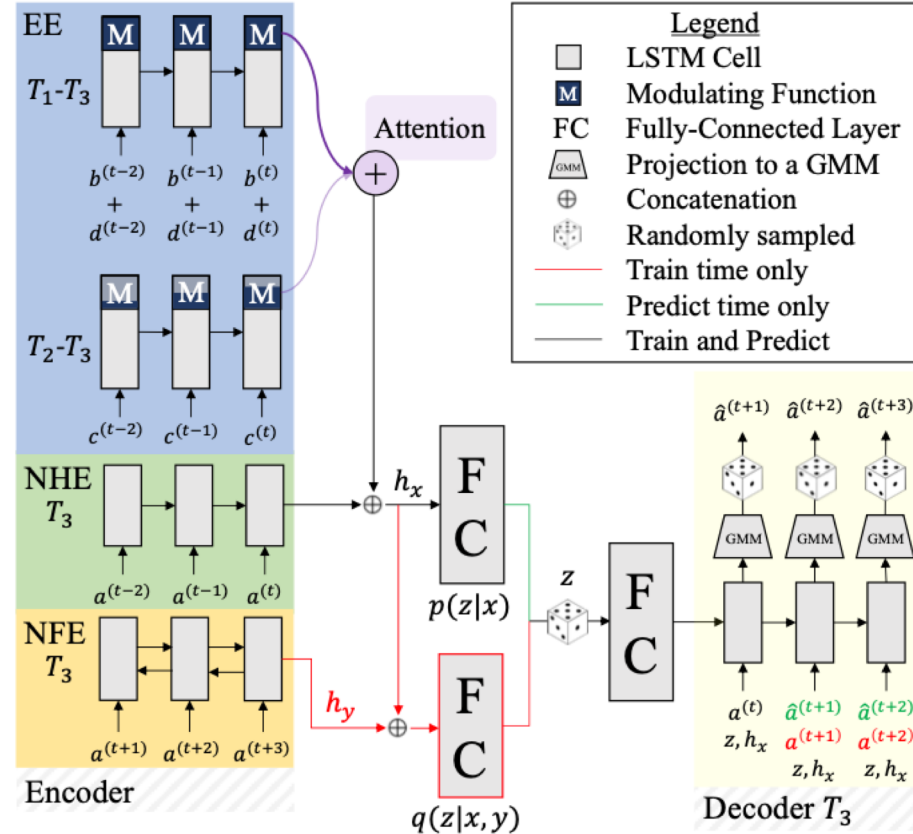 EE
M M M
T₁-T₃
b⁽ᵗ⁻²⁾ b⁽ᵗ⁻¹⁾ b⁽ᵗ⁾
+ + +
d⁽ᵗ⁻²⁾ d⁽ᵗ⁻¹⁾ d⁽ᵗ⁾
M M M
T₂-T₃
c⁽ᵗ⁻²⁾ c⁽ᵗ⁻¹⁾ c⁽ᵗ⁾
NHE
T₃
a⁽ᵗ⁻²⁾ a⁽ᵗ⁻¹⁾ a⁽ᵗ⁾
NFE
T₃
a⁽ᵗ⁺¹⁾ a⁽ᵗ⁺²⁾ a⁽ᵗ⁺³⁾
Encoder
Attention
+
hₓ
h_y
F
C
p(z|x)
F
C
q(z|x, y)
z
F
C
Legend
LSTM Cell
M Modulating Function
FC Fully-Connected Layer
GMM Projection to a GMM
⊕ Concatenation
Randomly sampled
Train time only
Predict time only
Train and Predict
â⁽ᵗ⁺¹⁾ â⁽ᵗ⁺²⁾ â⁽ᵗ⁺³⁾
GMM GMM GMM
a⁽ᵗ⁾ â⁽ᵗ⁺¹⁾ â⁽ᵗ⁺²⁾
z, hₓ a⁽ᵗ⁺¹⁾ a⁽ᵗ⁺²⁾
z, hₓ z, hₓ
Decoder T₃